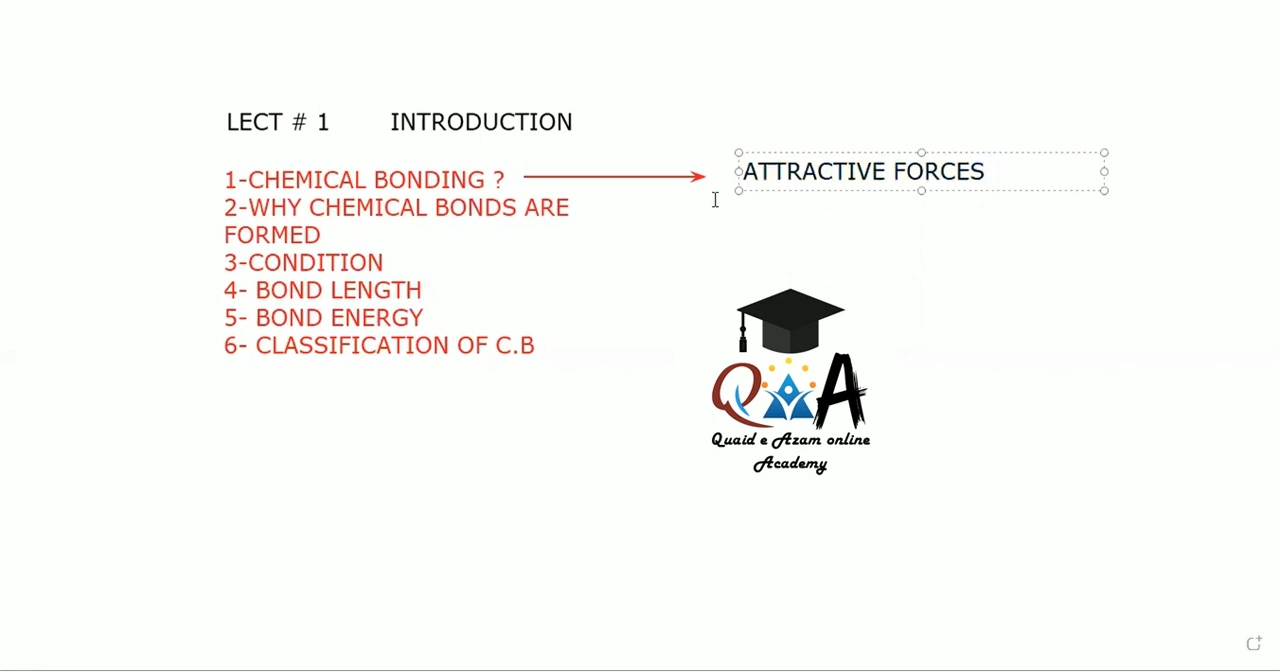 LECT # 1 INTRODUCTION
1-CHEMICAL BONDING ?
ATTRACTIVE FORCES
2-WHY CHEMICAL BONDS ARE
FORMED
3-CONDITION
4- BOND LENGTH
5- BOND ENERGY
6- CLASSIFICATION OF C.B
QAA
Quaid e Azam online
Academy